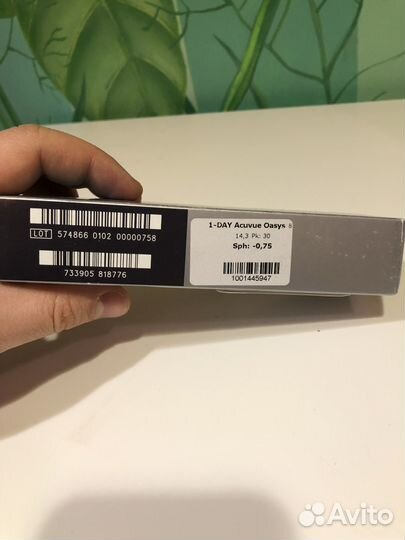 LOT 574866 0102 00000758
733905 818776
1-DAY Acuvue Oasys 8
14,3 Pk: 30
Sph: -0,75
1001445947
Avito